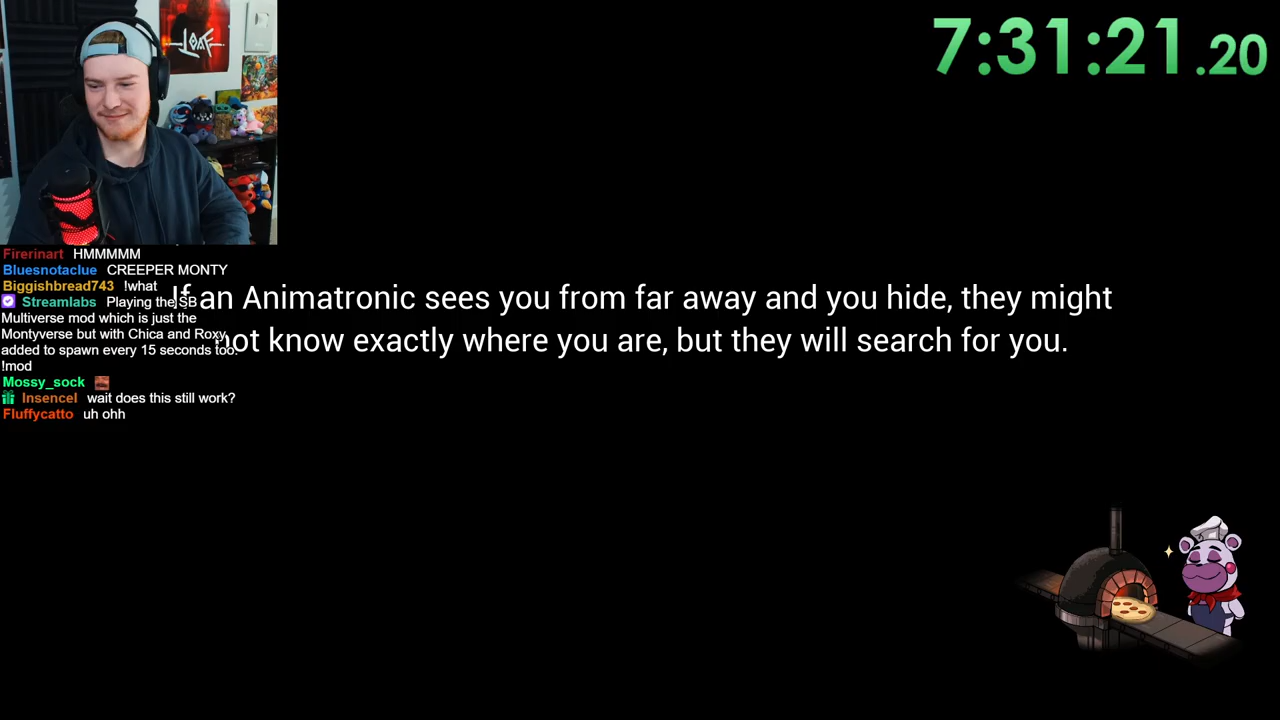 7:31:21.20
LOAF
Firerinart HMMMMM
Bluesnotaclue CREEPER MONTY
Biggishbread743 !what
Streamlabs Playing the SB
Multiverse mod which is just the
Montyverse but with Chica and Roxy
added to spawn every 15 seconds too.
!mod
Mossy_sock
Insencel wait does this still work?
Fluffycatto uh ohh
If an Animatronic sees you from far away and you hide, they might
not know exactly where you are, but they will search for you.